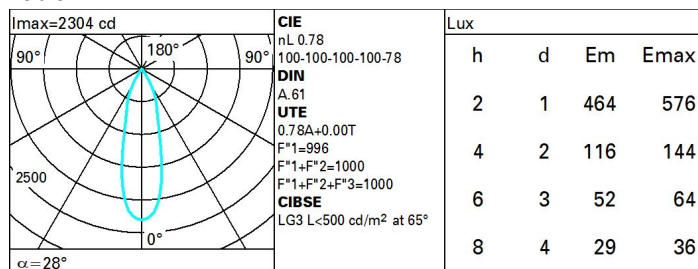 Imax=2304 cd
90°
180°
90°
2500
0°
α=28°
CIE
nL 0.78
100-100-100-100-78
DIN
A.61
UTE
0.78A+0.00T
F"1=996
F"1+F"2=1000
F"1+F"2+F"3=1000
CIBSE
LG3 L<500 cd/m² at 65°
Lux
h d Em Emax
2 1 464 576
4 2 116 144
6 3 52 64
8 4 29 36